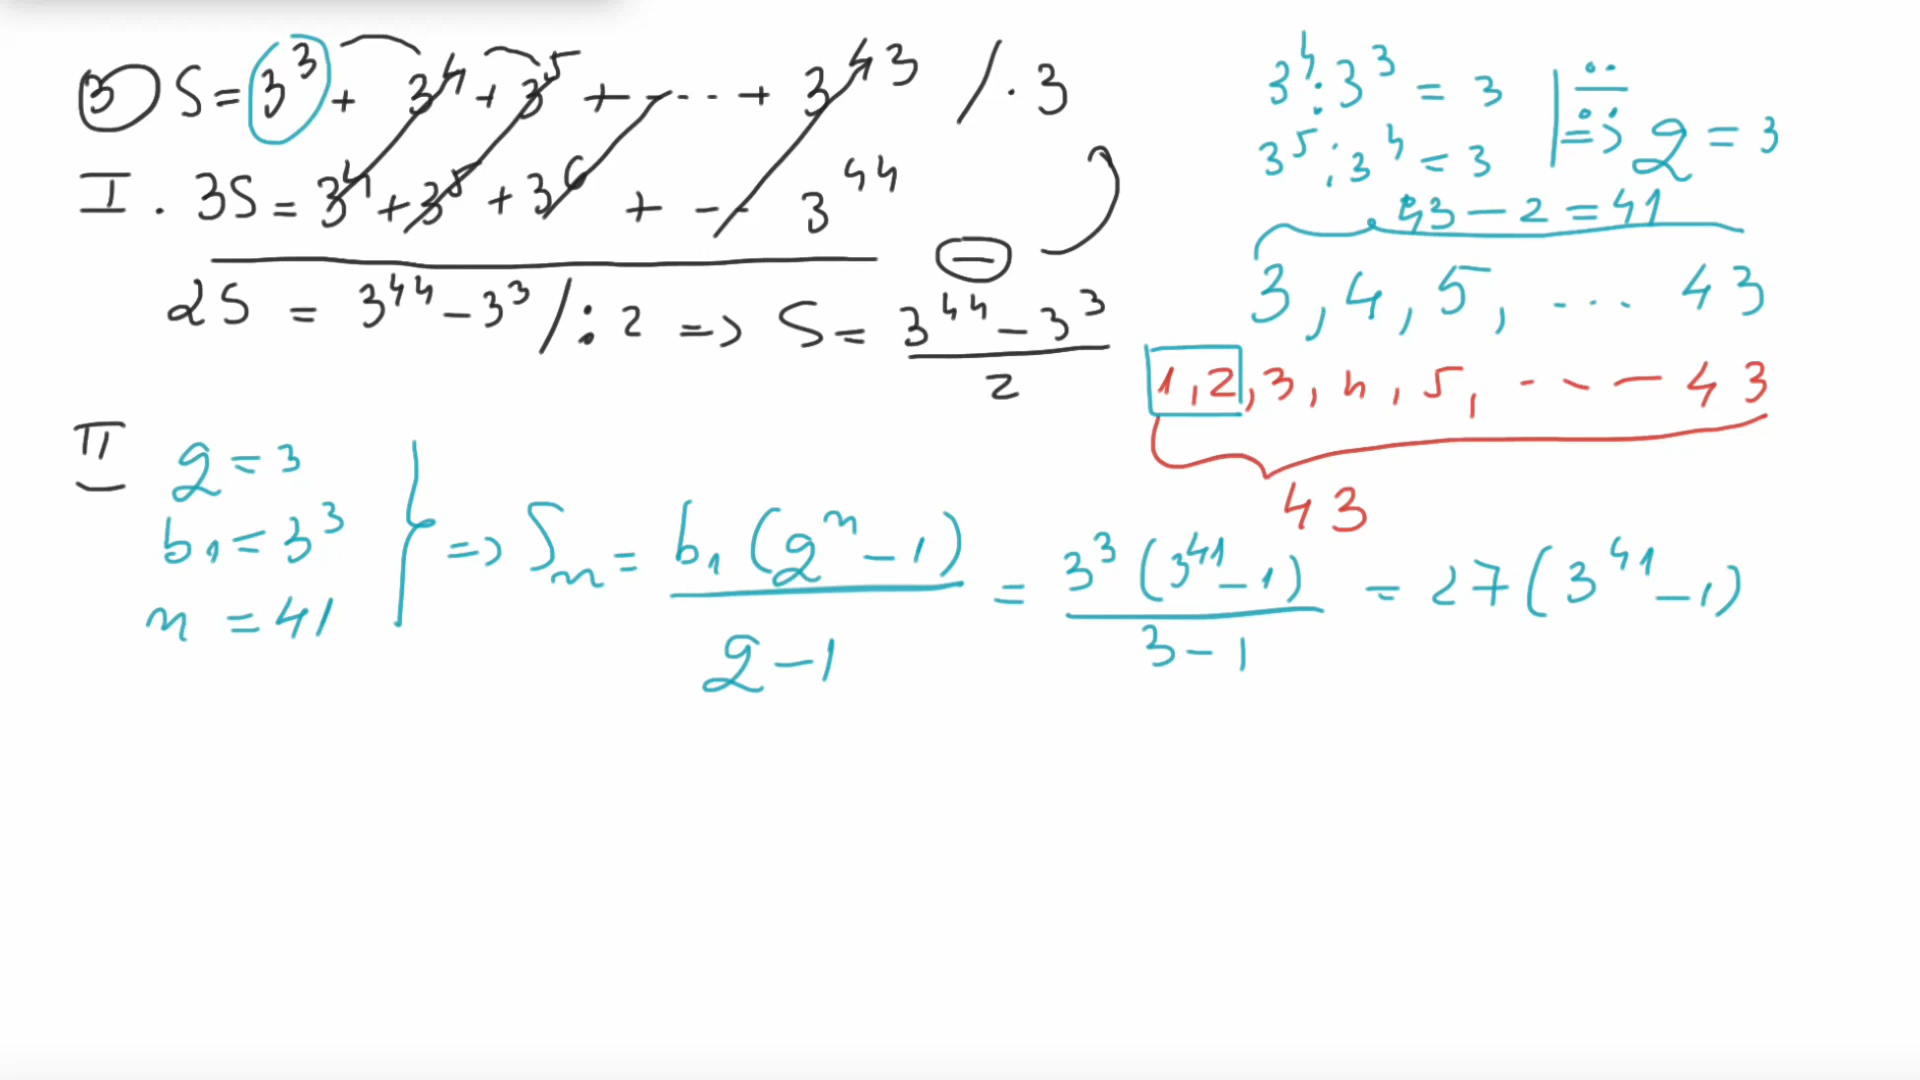 ③ S = 3³ + 3⁴ + 3⁵ + ---- + 3⁴³ / · 3
I. 3S = 3⁴ + 3⁵ + 3⁶ + -- 3⁴⁴
2S = 3⁴⁴ - 3³ / : 2 => S = (3⁴⁴ - 3³)/2
3⁴ : 3³ = 3
3⁵ : 3⁴ = 3
=> q = 3
43 - 2 = 41
3, 4, 5, ... 43
1, 2, 3, 4, 5, --- 43
43
II
q = 3
b₁ = 3³
n = 41
=> Sₙ = b₁(qⁿ - 1)/(q - 1) = 3³(3⁴¹ - 1)/(3 - 1) = 27(3⁴¹ - 1)